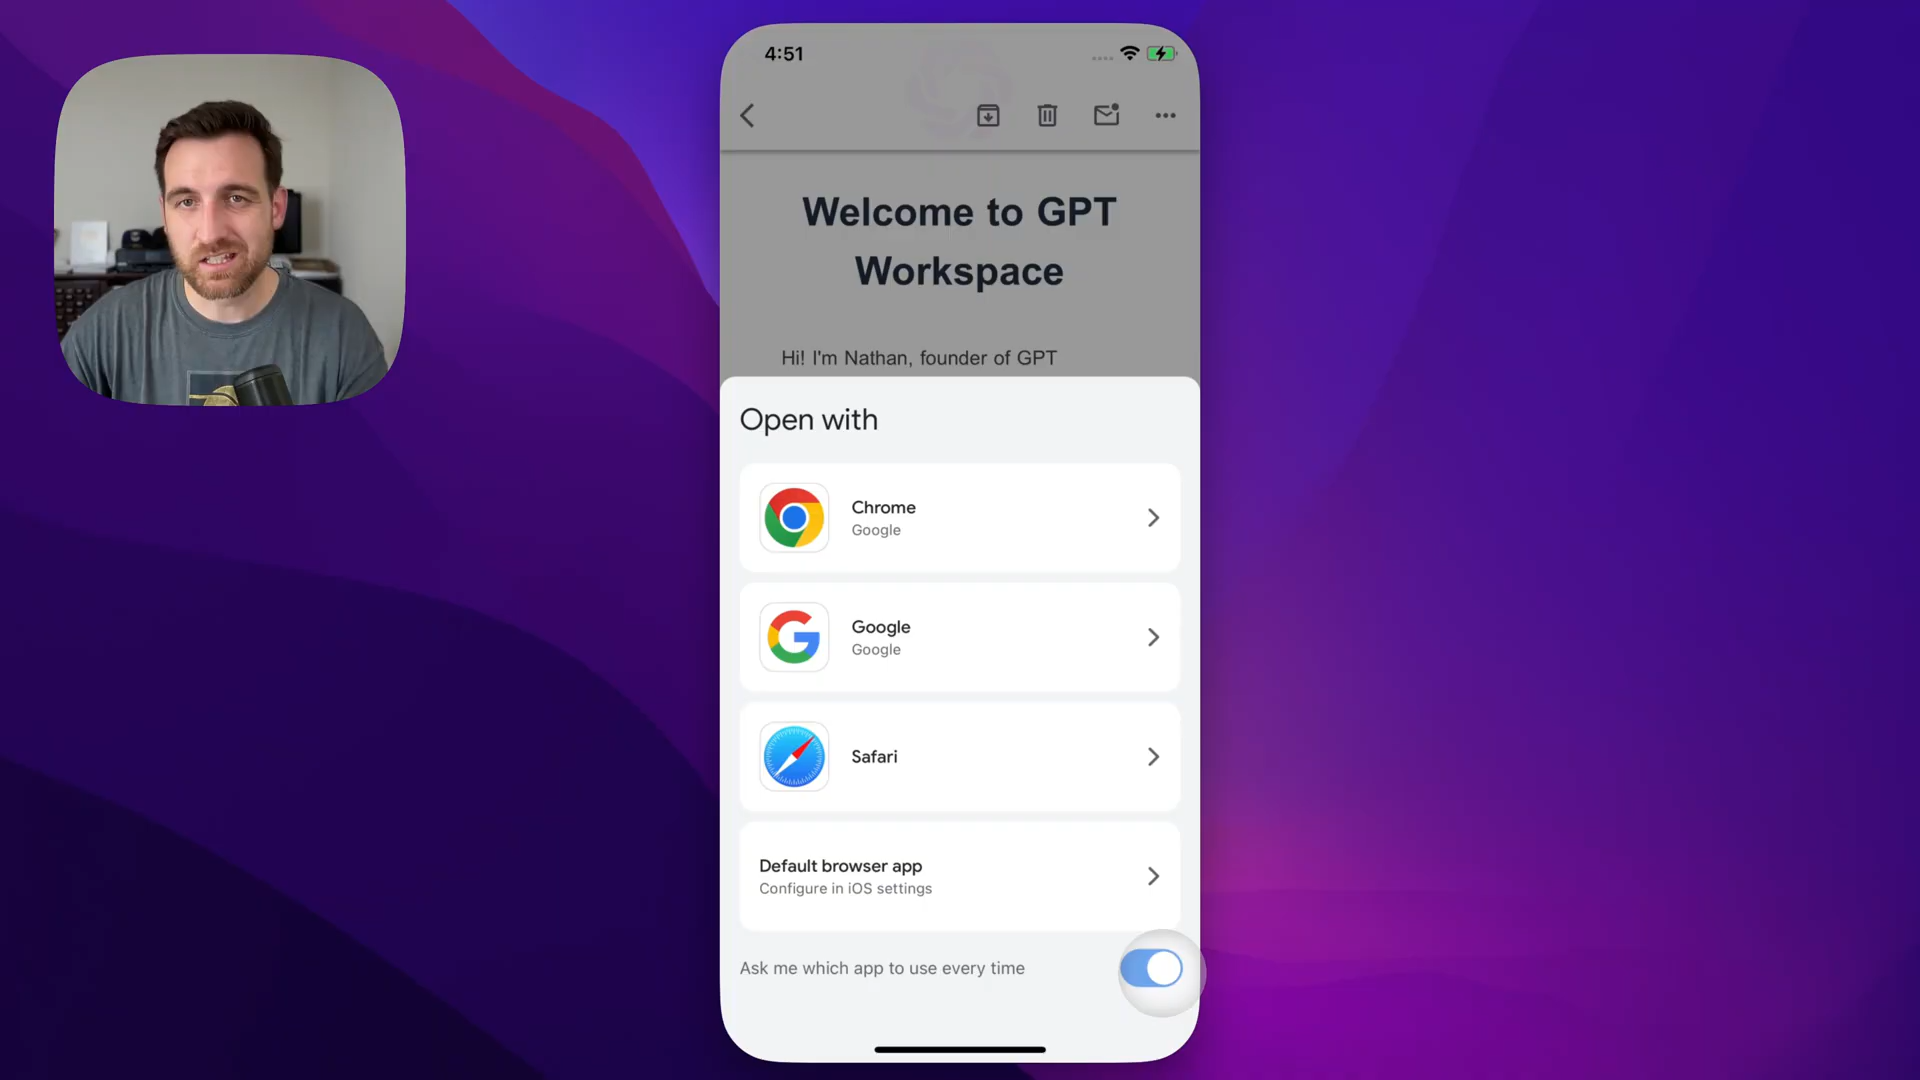 4:51
Welcome to GPT
Workspace
Hi! I'm Nathan, founder of GPT
Open with
Chrome
Google
Google
Google
Safari
Default browser app
Configure in iOS settings
Ask me which app to use every time